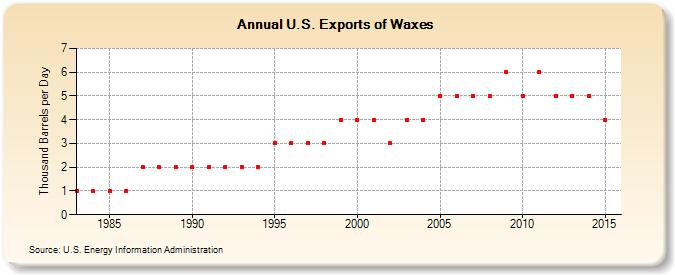 Annual U.S. Exports of Waxes
Thousand Barrels per Day
7
6
5
4
3
2
1
0
1985 1990 1995 2000 2005 2010 2015
Source: U.S. Energy Information Administration